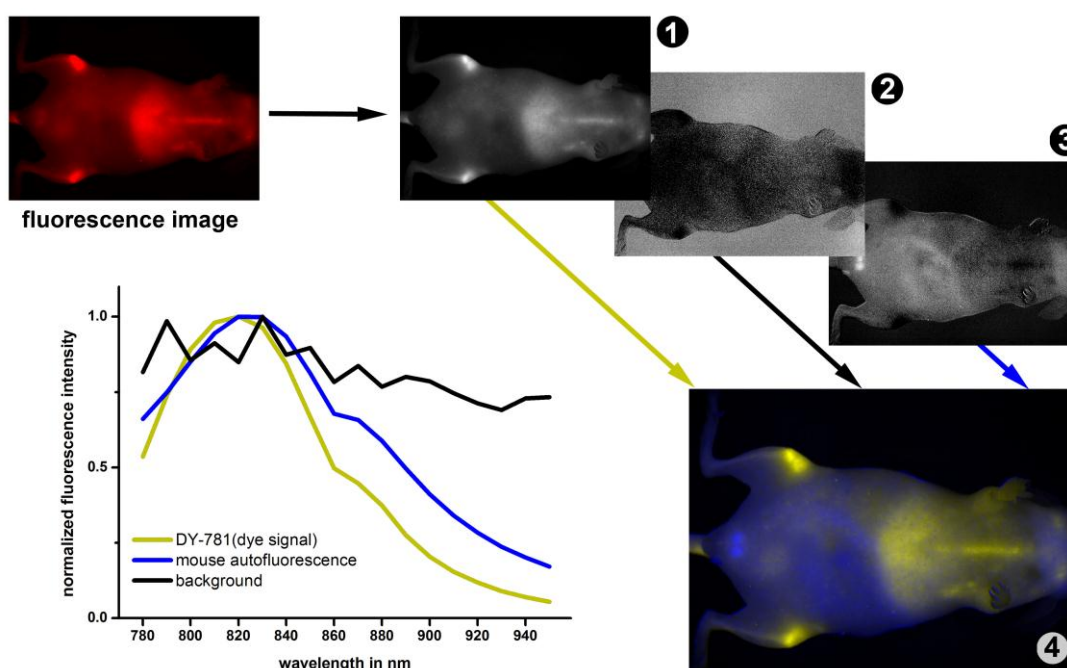 1
2
3
fluorescence image
normalized fluorescence intensity
1.0
0.5
0.0
DY-781(dye signal)
mouse autofluorescence
background
780 800 820 840 860 880 900 920 940
wavelength in nm
4